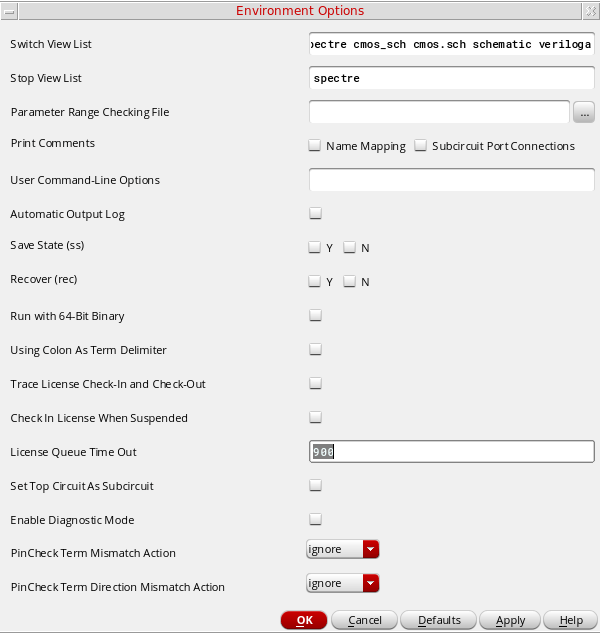 Environment Options
Switch View List pectre cmos_sch cmos.sch schematic veriloga
Stop View List spectre
Parameter Range Checking File ...
Print Comments Name Mapping Subcircuit Port Connections
User Command-Line Options
Automatic Output Log
Save State (ss) Y N
Recover (rec) Y N
Run with 64-Bit Binary
Using Colon As Term Delimiter
Trace License Check-In and Check-Out
Check In License When Suspended
License Queue Time Out 900
Set Top Circuit As Subcircuit
Enable Diagnostic Mode
PinCheck Term Mismatch Action ignore
PinCheck Term Direction Mismatch Action ignore
OK Cancel Defaults Apply Help